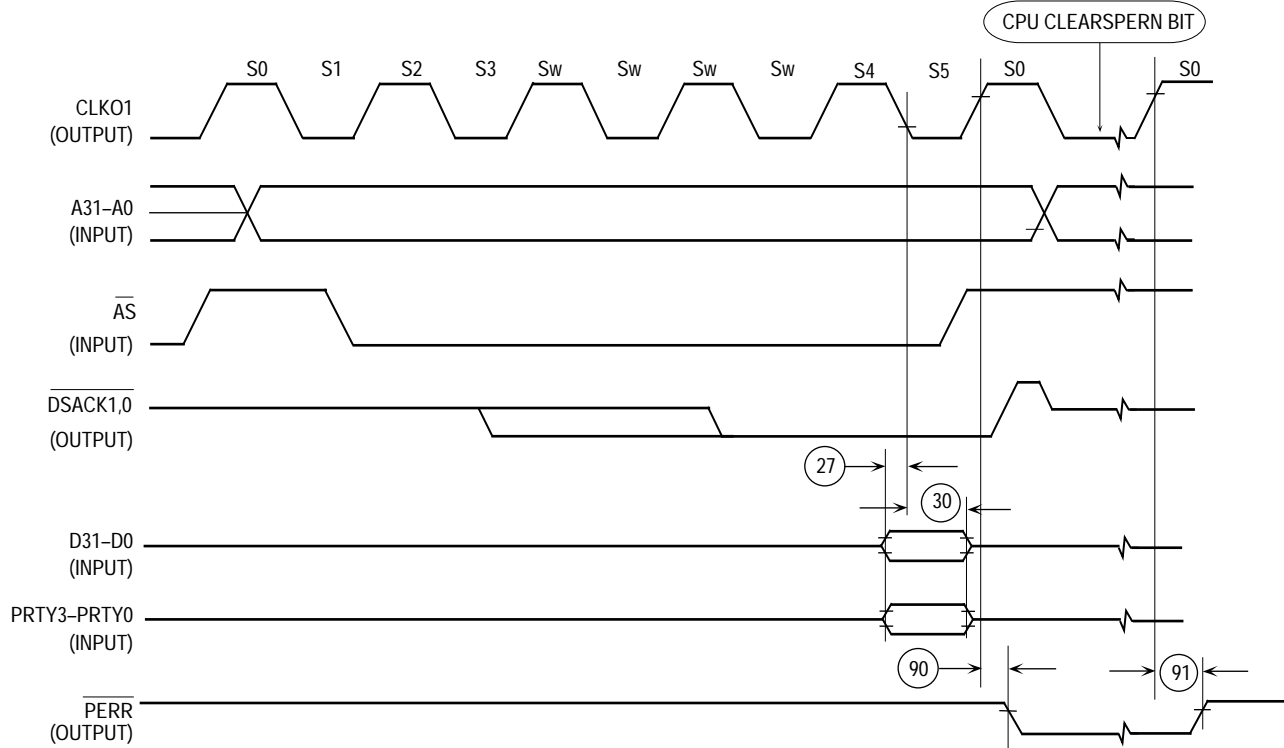 CPU CLEARSPERN BIT
S0 S1 S2 S3 Sw Sw Sw Sw S4 S5 S0 S0
CLKO1
(OUTPUT)
A31–A0
(INPUT)
AS
(INPUT)
DSACK1,0
(OUTPUT)
27
30
D31–D0
(INPUT)
PRTY3–PRTY0
(INPUT)
90
91
PERR
(OUTPUT)